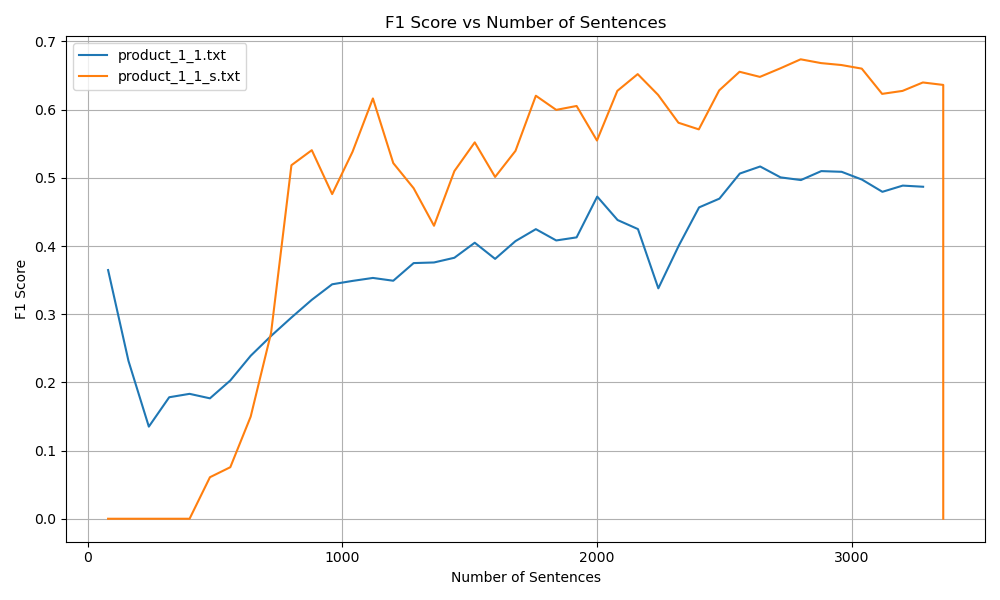 F1 Score vs Number of Sentences
product_1_1.txt
product_1_1_s.txt
F1 Score
0.7
0.6
0.5
0.4
0.3
0.2
0.1
0.0
0 1000 2000 3000
Number of Sentences